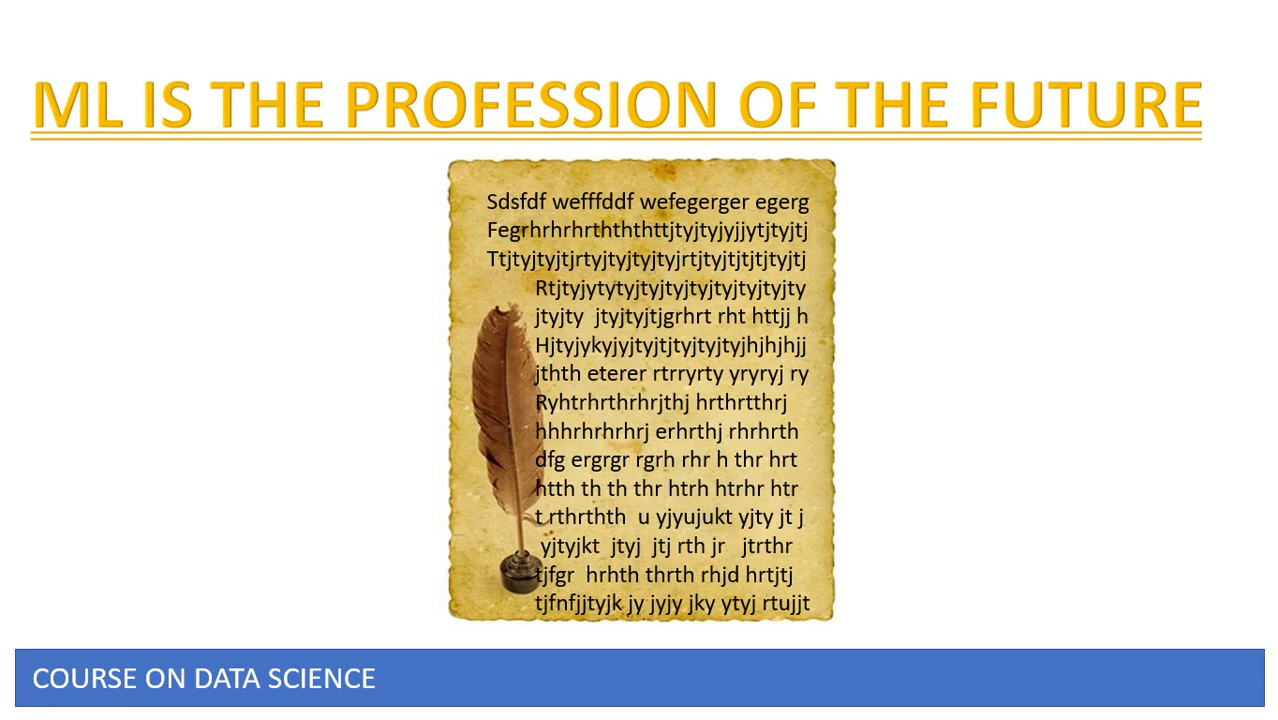 ML IS THE PROFESSION OF THE FUTURE
Sdsfdf wefffddf wefegerger egerg
Fegrhrhrhrthththttjtyjtyjyjjytjtyjtj
Ttjtyjtyjtjrtyjtyjtyjtyjrtjtyjtjtjtjtyjtj
Rtjtyjytytyjtyjtyjtyjtyjtyjtyjty
jtyjty jtyjtyjtjgrhrt rht httjj h
Hjtyjykyjyjtyjtjtyjtyjtyjhjhjhjj
jthth eterer rtrryrty yryryj ry
Ryhtrhrthrhrjthj hrthrtthrj
hhhrhrhrhrj erhrthj rhrhrth
dfg ergrgr rgrh rhr h thr hrt
htth th th thr htrh htrhr htr
t rthrthth u yjyujukt yjty jt j
yjtyjkt jtyj jtj rth jr jtrthr
tjfgr hrhth thrth rhjd hrtjtj
tjfnfjjtyjk jy jyjy jky ytyj rtujjt
COURSE ON DATA SCIENCE